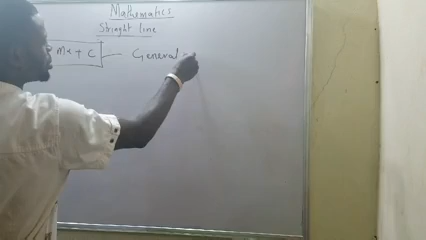 Mathematics
Straight line
mx + c — General